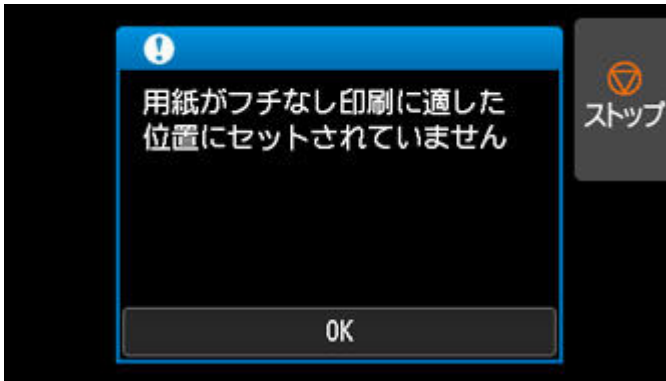 用紙がフチなし印刷に適した
位置にセットされていません
ストップ
OK